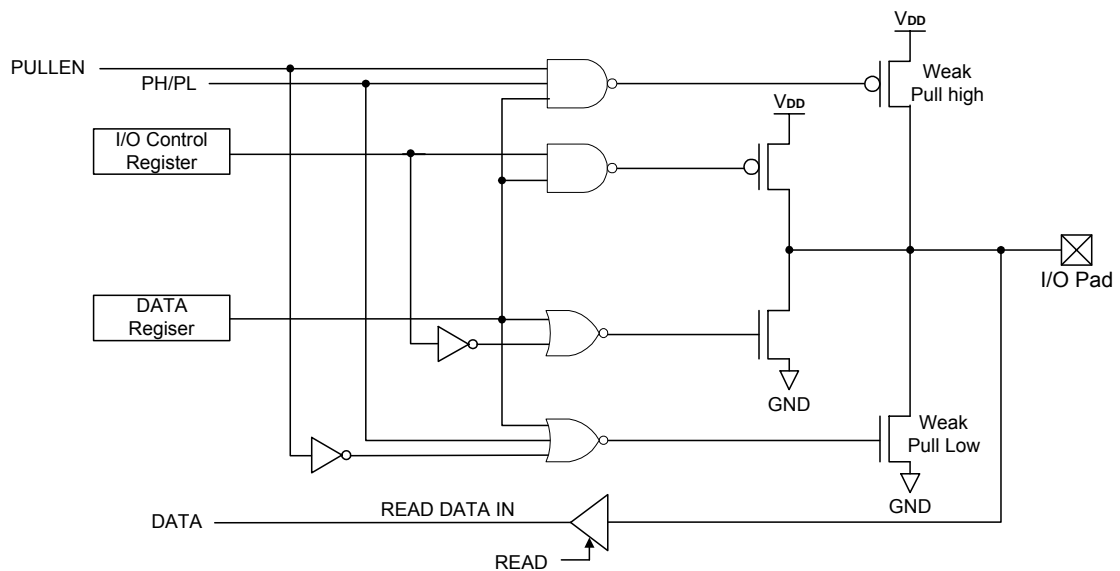 VDD
PULLEN
PH/PL
Weak
Pull high
VDD
I/O Control
Register
I/O Pad
DATA
Regiser
GND
Weak
Pull Low
GND
READ DATA IN
DATA
READ